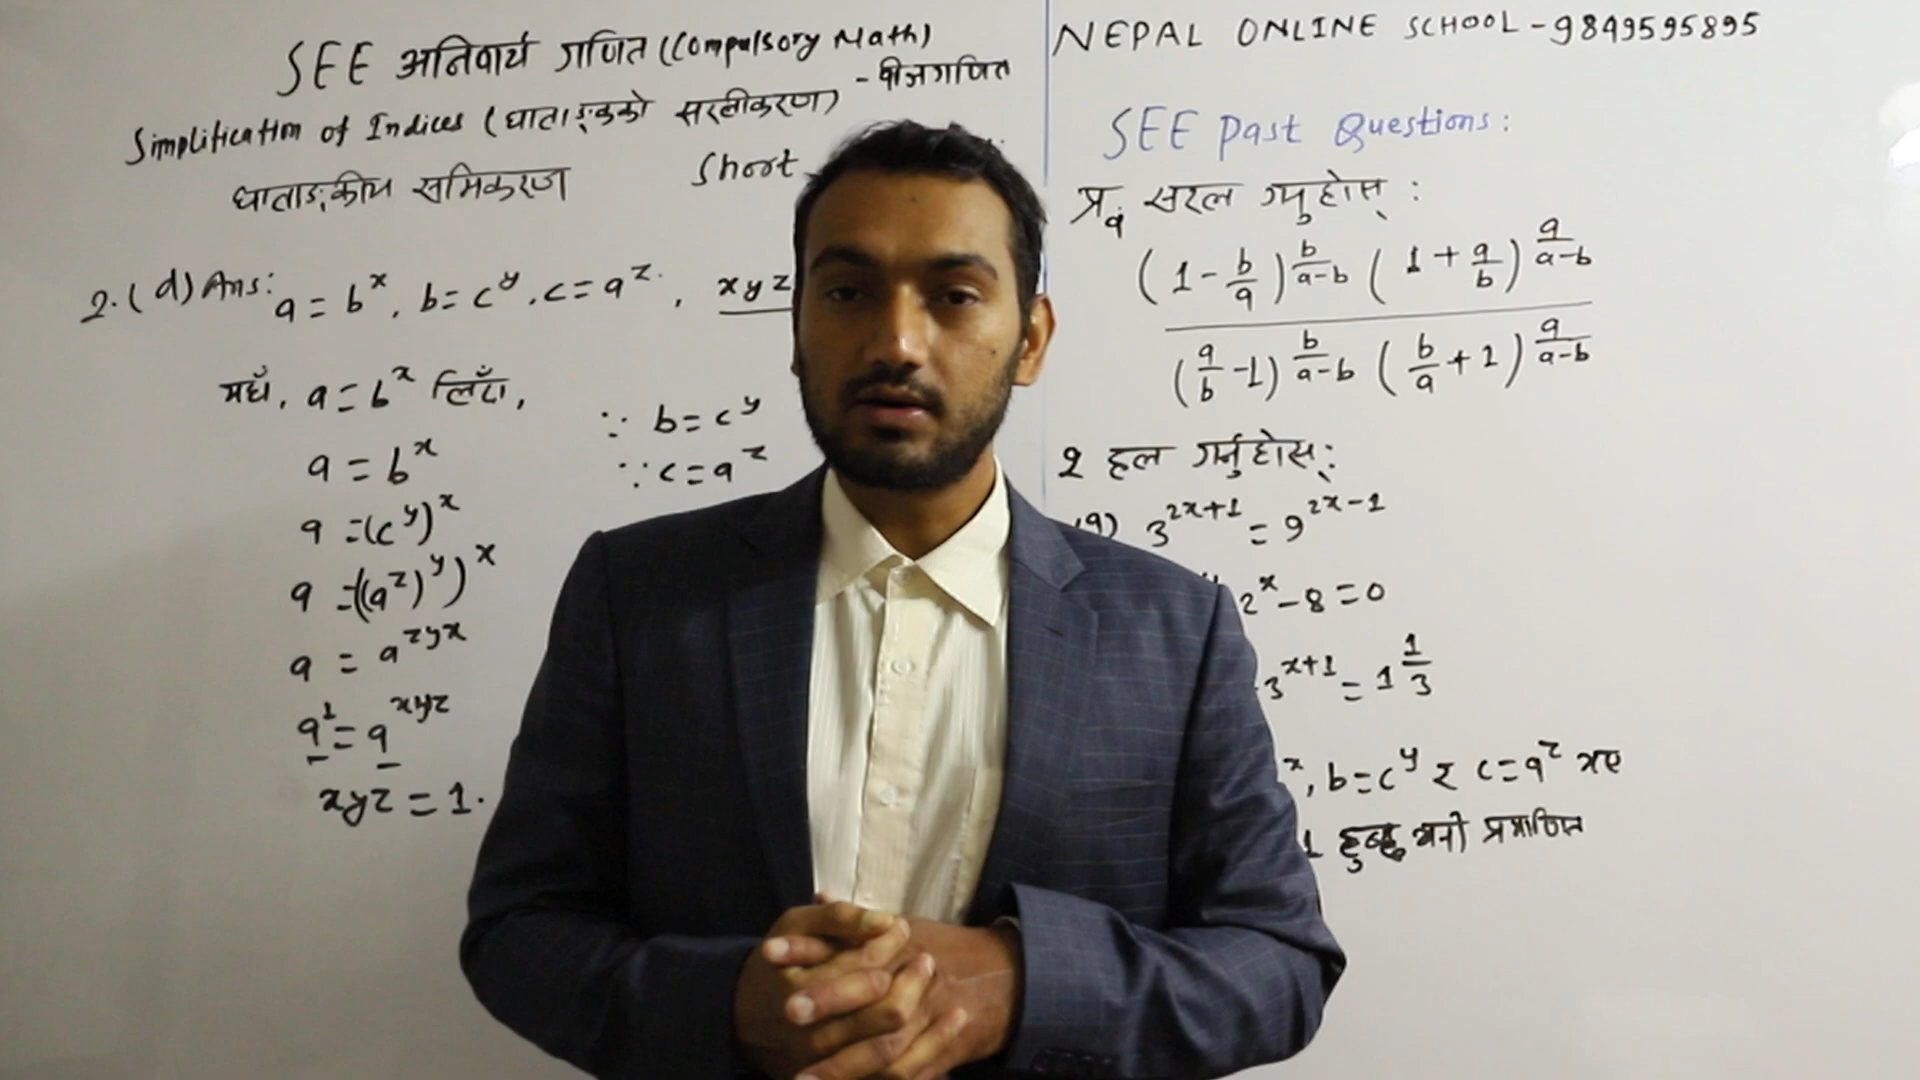 SEE अनिवार्य गणित (Compulsory Math)
- बीजगणित
Simplification of Indices (घाताङ्कको सरलीकरण)
घाताङ्कीय समिकरण
Short
2. (d) Ans: a = b^x, b = c^y, c = a^z, xyz
यहाँ, a = b^x लिँदा,
a = b^x ∵ b = c^y
a = (c^y)^x ∵ c = a^z
a = ((a^z)^y)^x
a = a^zyx
a^1 = a^xyz
xyz = 1.
NEPAL ONLINE SCHOOL - 9849595895
SEE Past Questions:
प्र. सरल गर्नुहोस् :
(1 - b/a)^(b/(a-b)) (1 + a/b)^(a/(a-b))
(a/b - 1)^(b/(a-b)) (b/a + 1)^(a/(a-b))
2 हल गर्नुहोस्:
(a) 3^(2x+1) = 9^(2x-1)
2^x - 8 = 0
3^(x+1) = 1 1/3
x, b = c^y र c = a^z भए
1 हुन्छ भनी प्रमाणित